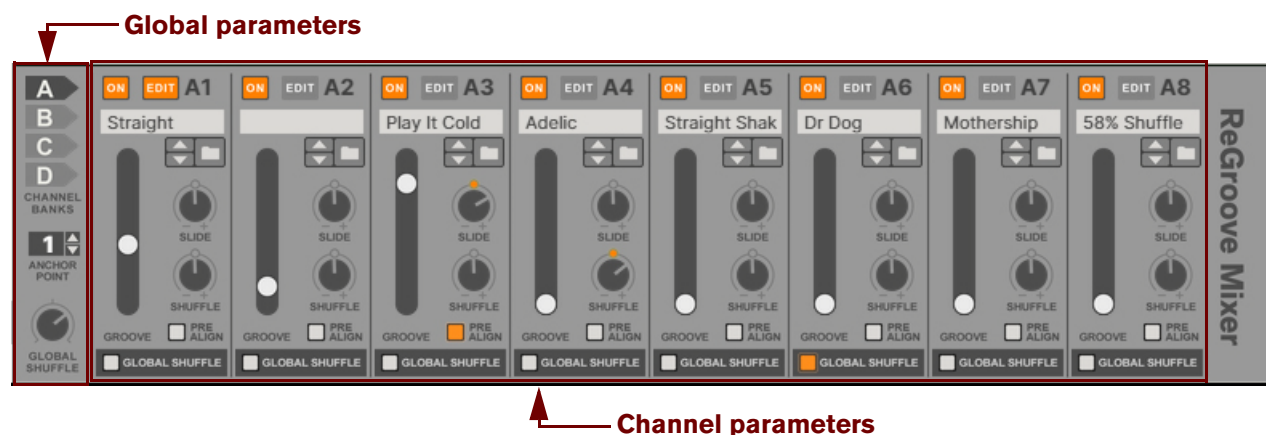 Global parameters
A
B
C
D
CHANNEL
BANKS
1
ANCHOR
POINT
GLOBAL
SHUFFLE
ON EDIT A1
Straight
SLIDE
SHUFFLE
GROOVE
PRE
ALIGN
GLOBAL SHUFFLE
ON EDIT A2
SLIDE
SHUFFLE
GROOVE
PRE
ALIGN
GLOBAL SHUFFLE
ON EDIT A3
Play It Cold
SLIDE
SHUFFLE
GROOVE
PRE
ALIGN
GLOBAL SHUFFLE
ON EDIT A4
Adelic
SLIDE
SHUFFLE
GROOVE
PRE
ALIGN
GLOBAL SHUFFLE
ON EDIT A5
Straight Shak
SLIDE
SHUFFLE
GROOVE
PRE
ALIGN
GLOBAL SHUFFLE
ON EDIT A6
Dr Dog
SLIDE
SHUFFLE
GROOVE
PRE
ALIGN
GLOBAL SHUFFLE
ON EDIT A7
Mothership
SLIDE
SHUFFLE
GROOVE
PRE
ALIGN
GLOBAL SHUFFLE
ON EDIT A8
58% Shuffle
SLIDE
SHUFFLE
GROOVE
PRE
ALIGN
GLOBAL SHUFFLE
ReGroove Mixer
Channel parameters